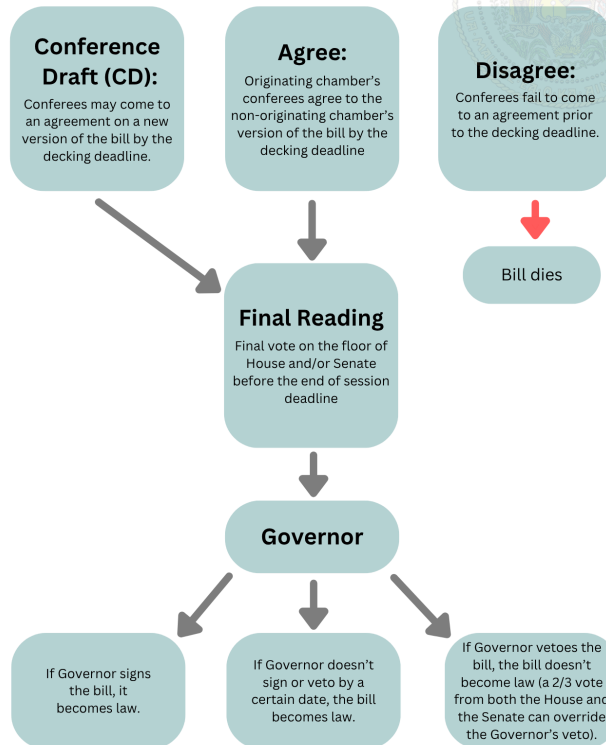 Conference
Draft (CD):
Conferees may come to
an agreement on a new
version of the bill by the
decking deadline.
Agree:
Originating chamber's
conferees agree to the
non-originating chamber's
version of the bill by the
decking deadline
Disagree:
Conferees fail to come
to an agreement prior
to the decking deadline.
Bill dies
Final Reading
Final vote on the floor of
House and/or Senate
before the end of session
deadline
Governor
If Governor signs
the bill, it
becomes law.
If Governor doesn't
sign or veto by a
certain date, the bill
becomes law.
If Governor vetoes the
bill, the bill doesn't
become law (a 2/3 vote
from both the House and
the Senate can override
the Governor's veto).